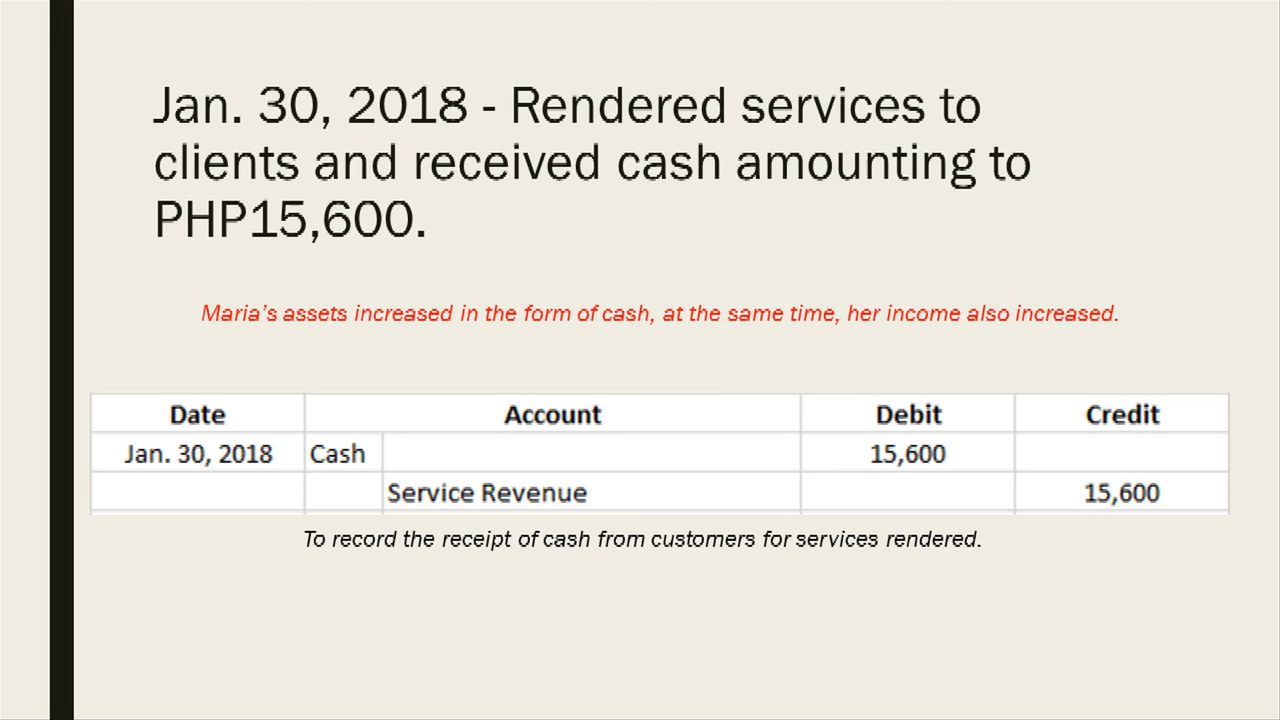 Jan. 30, 2018 - Rendered services to
clients and received cash amounting to
PHP15,600.
Maria's assets increased in the form of cash, at the same time, her income also increased.
Date Account Debit Credit
Jan. 30, 2018 Cash 15,600
Service Revenue 15,600
To record the receipt of cash from customers for services rendered.